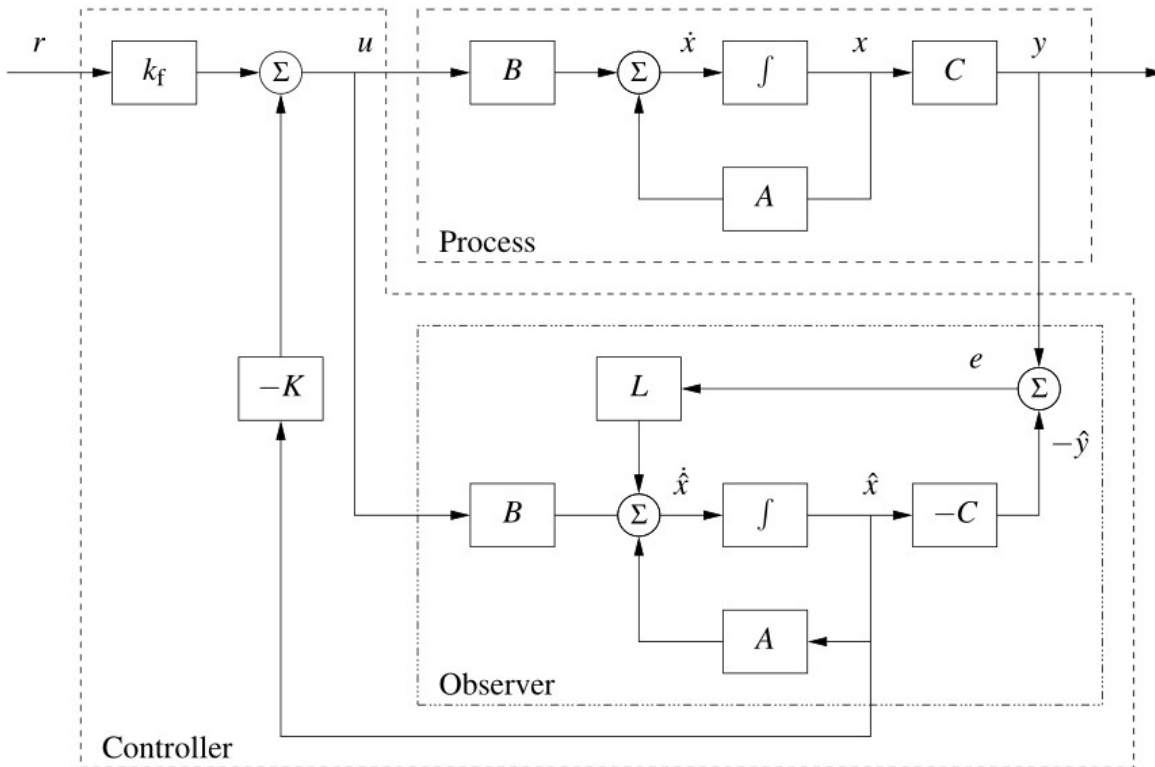 r
k_f
Σ
u
B
Σ
ẋ
∫
x
C
y
A
Process
−K
L
e
Σ
−ŷ
B
Σ
x̂̇
∫
x̂
−C
A
Observer
Controller